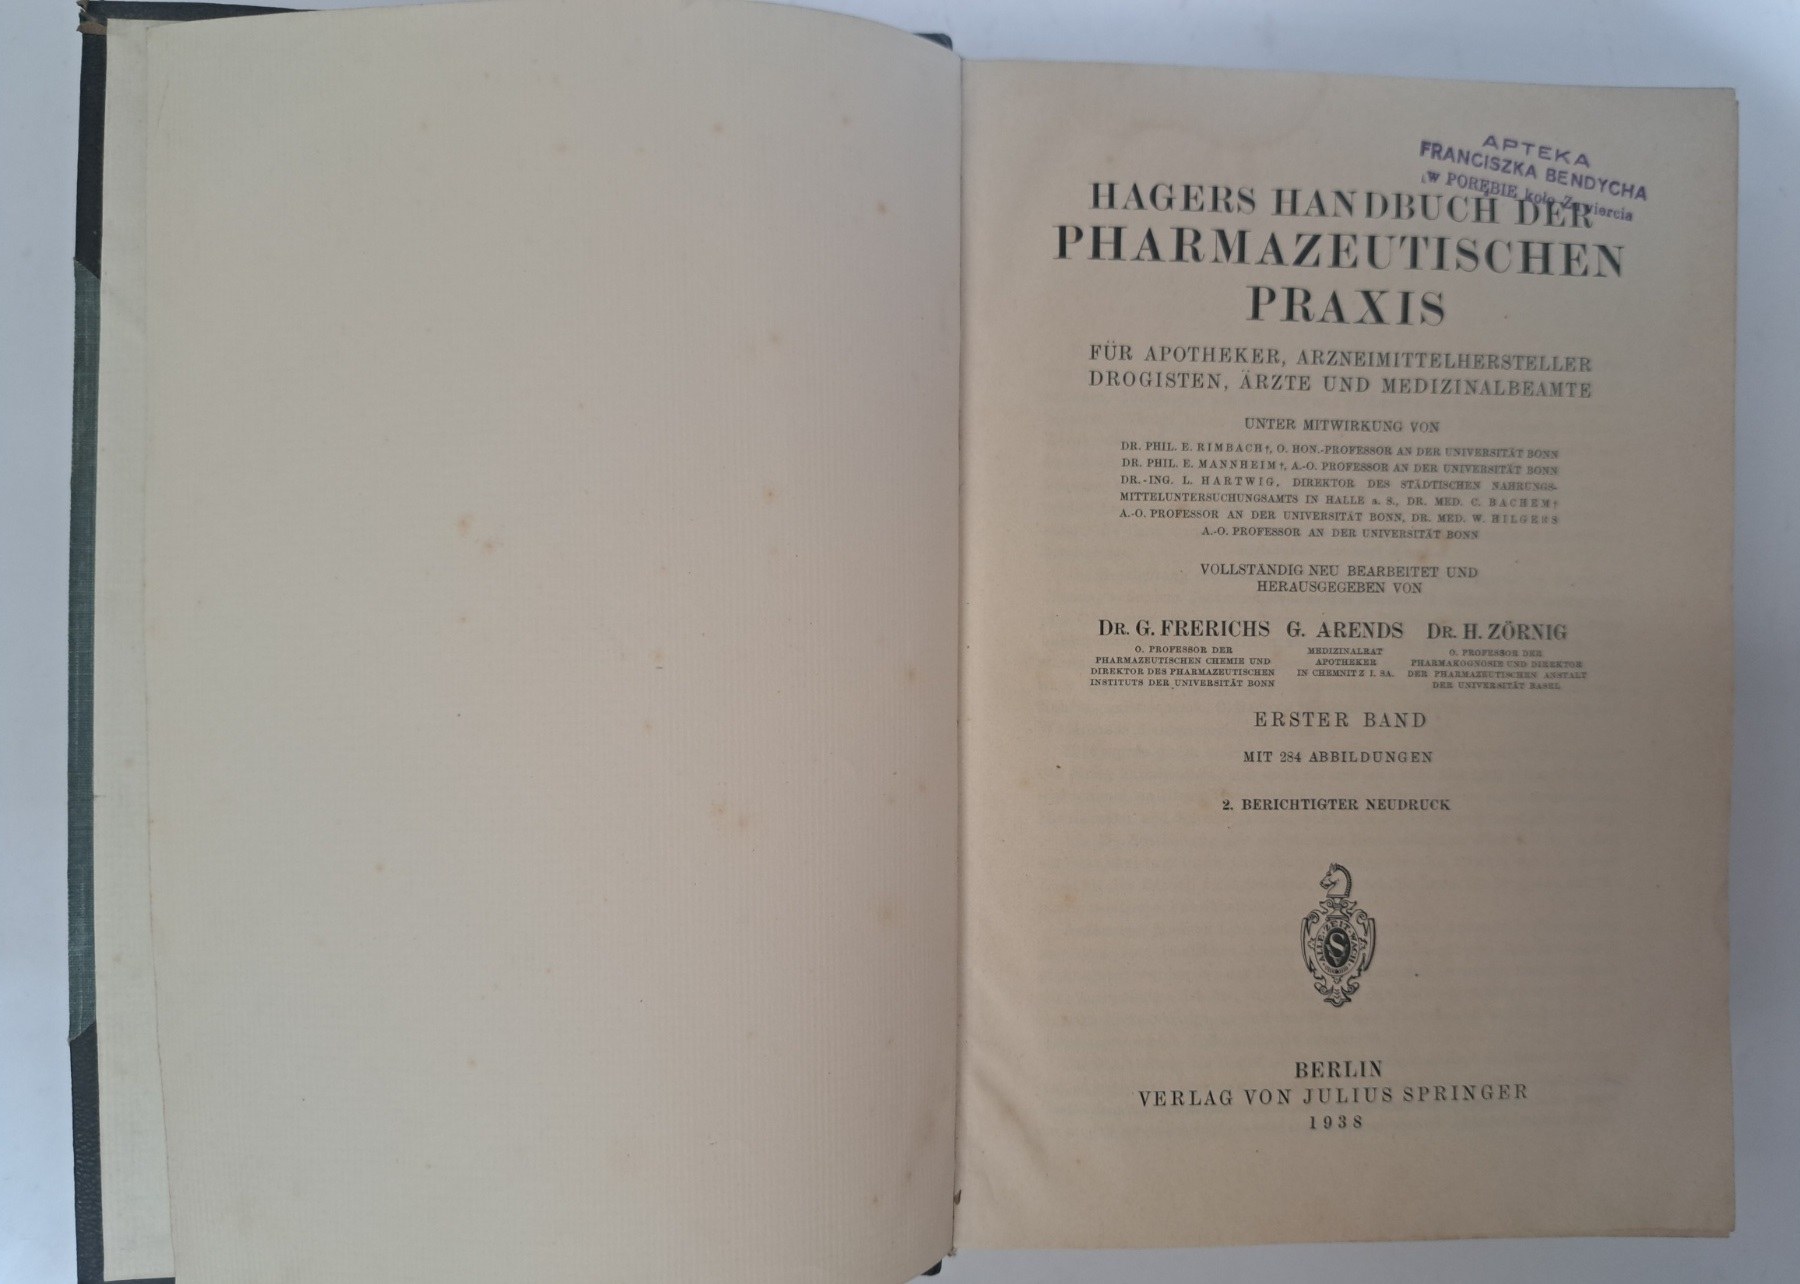 APTEKA
FRANCISZKA BENDYCHA
w PORĘBIE koło Zawiercia
HAGERS HANDBUCH DER
PHARMAZEUTISCHEN
PRAXIS
FÜR APOTHEKER, ARZNEIMITTELHERSTELLER
DROGISTEN, ÄRZTE UND MEDIZINALBEAMTE
UNTER MITWIRKUNG VON
DR. PHIL. E. RIMBACH†, O. HON.-PROFESSOR AN DER UNIVERSITÄT BONN
DR. PHIL. E. MANNHEIM†, A.-O. PROFESSOR AN DER UNIVERSITÄT BONN
DR.-ING. L. HARTWIG, DIREKTOR DES STÄDTISCHEN NAHRUNGS-
MITTELUNTERSUCHUNGSAMTS IN HALLE a. S., DR. MED. C. BACHEM†
A.-O. PROFESSOR AN DER UNIVERSITÄT BONN, DR. MED. W. HILGERS
A.-O. PROFESSOR AN DER UNIVERSITÄT BONN
VOLLSTÄNDIG NEU BEARBEITET UND
HERAUSGEGEBEN VON
DR. G. FRERICHS
O. PROFESSOR DER
PHARMAZEUTISCHEN CHEMIE UND
DIREKTOR DES PHARMAZEUTISCHEN
INSTITUTS DER UNIVERSITÄT BONN
G. ARENDS
MEDIZINALRAT
APOTHEKER
IN CHEMNITZ I. SA.
DR. H. ZÖRNIG
O. PROFESSOR DER
PHARMAKOGNOSIE UND DIREKTOR
DER PHARMAZEUTISCHEN ANSTALT
DER UNIVERSITÄT BASEL
ERSTER BAND
MIT 284 ABBILDUNGEN
2. BERICHTIGTER NEUDRUCK
ALLE·ZEIT·WACH
S
BERLIN
VERLAG VON JULIUS SPRINGER
1938